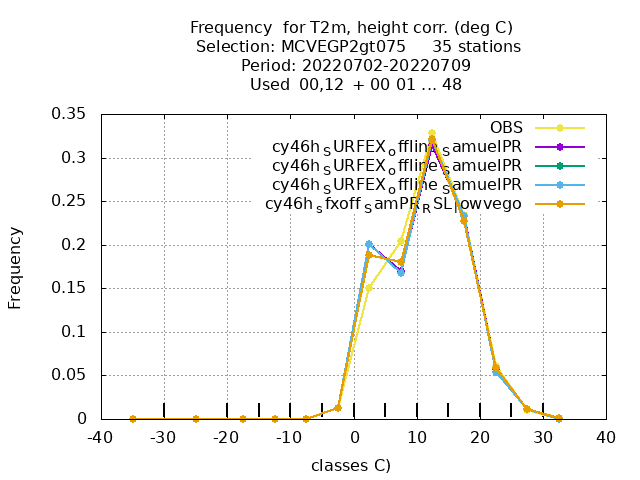 Frequency  for T2m, height corr. (deg C)
Selection: MCVEGP2gt075     35 stations
Period: 20220702-20220709
Used  00,12  + 00 01 ... 48
0.35
0.3
0.25
0.2
0.15
0.1
0.05
0
Frequency
OBS
cy46h_SURFEX_offline_SamuelPR
cy46h_SURFEX_offline_SamuelPR
cy46h_SURFEX_offline_SamuelPR
cy46h_sfxoff_SamPR_RSL_lowvego
-40 -30 -20 -10 0 10 20 30 40
classes C)